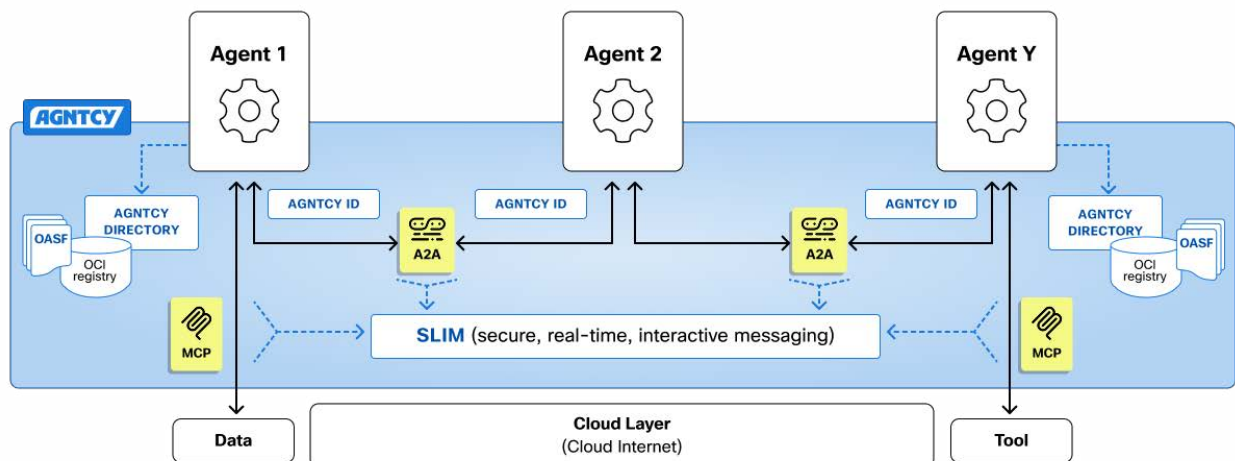 Agent 1
Agent 2
Agent Y
AGNTCY
AGNTCY ID
AGNTCY ID
AGNTCY ID
AGNTCY
DIRECTORY
OASF
OCI
registry
A2A
A2A
AGNTCY
DIRECTORY
OASF
OCI
registry
MCP
SLIM (secure, real-time, interactive messaging)
MCP
Data
Cloud Layer
(Cloud Internet)
Tool